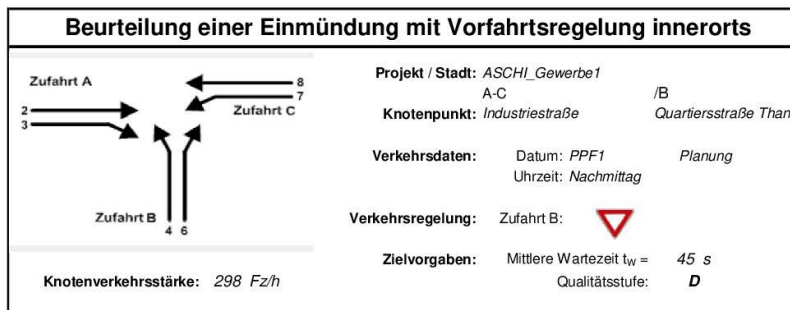 Beurteilung einer Einmündung mit Vorfahrtsregelung innerorts
Zufahrt A
8
7
Zufahrt C
2
3
Zufahrt B
4 6
Knotenverkehrsstärke: 298 Fz/h
Projekt / Stadt: ASCHI_Gewerbe1
A-C /B
Knotenpunkt: Industriestraße Quartiersstraße Than
Verkehrsdaten: Datum: PPF1 Planung
Uhrzeit: Nachmittag
Verkehrsregelung: Zufahrt B:
Zielvorgaben: Mittlere Wartezeit tw = 45 s
Qualitätsstufe: D